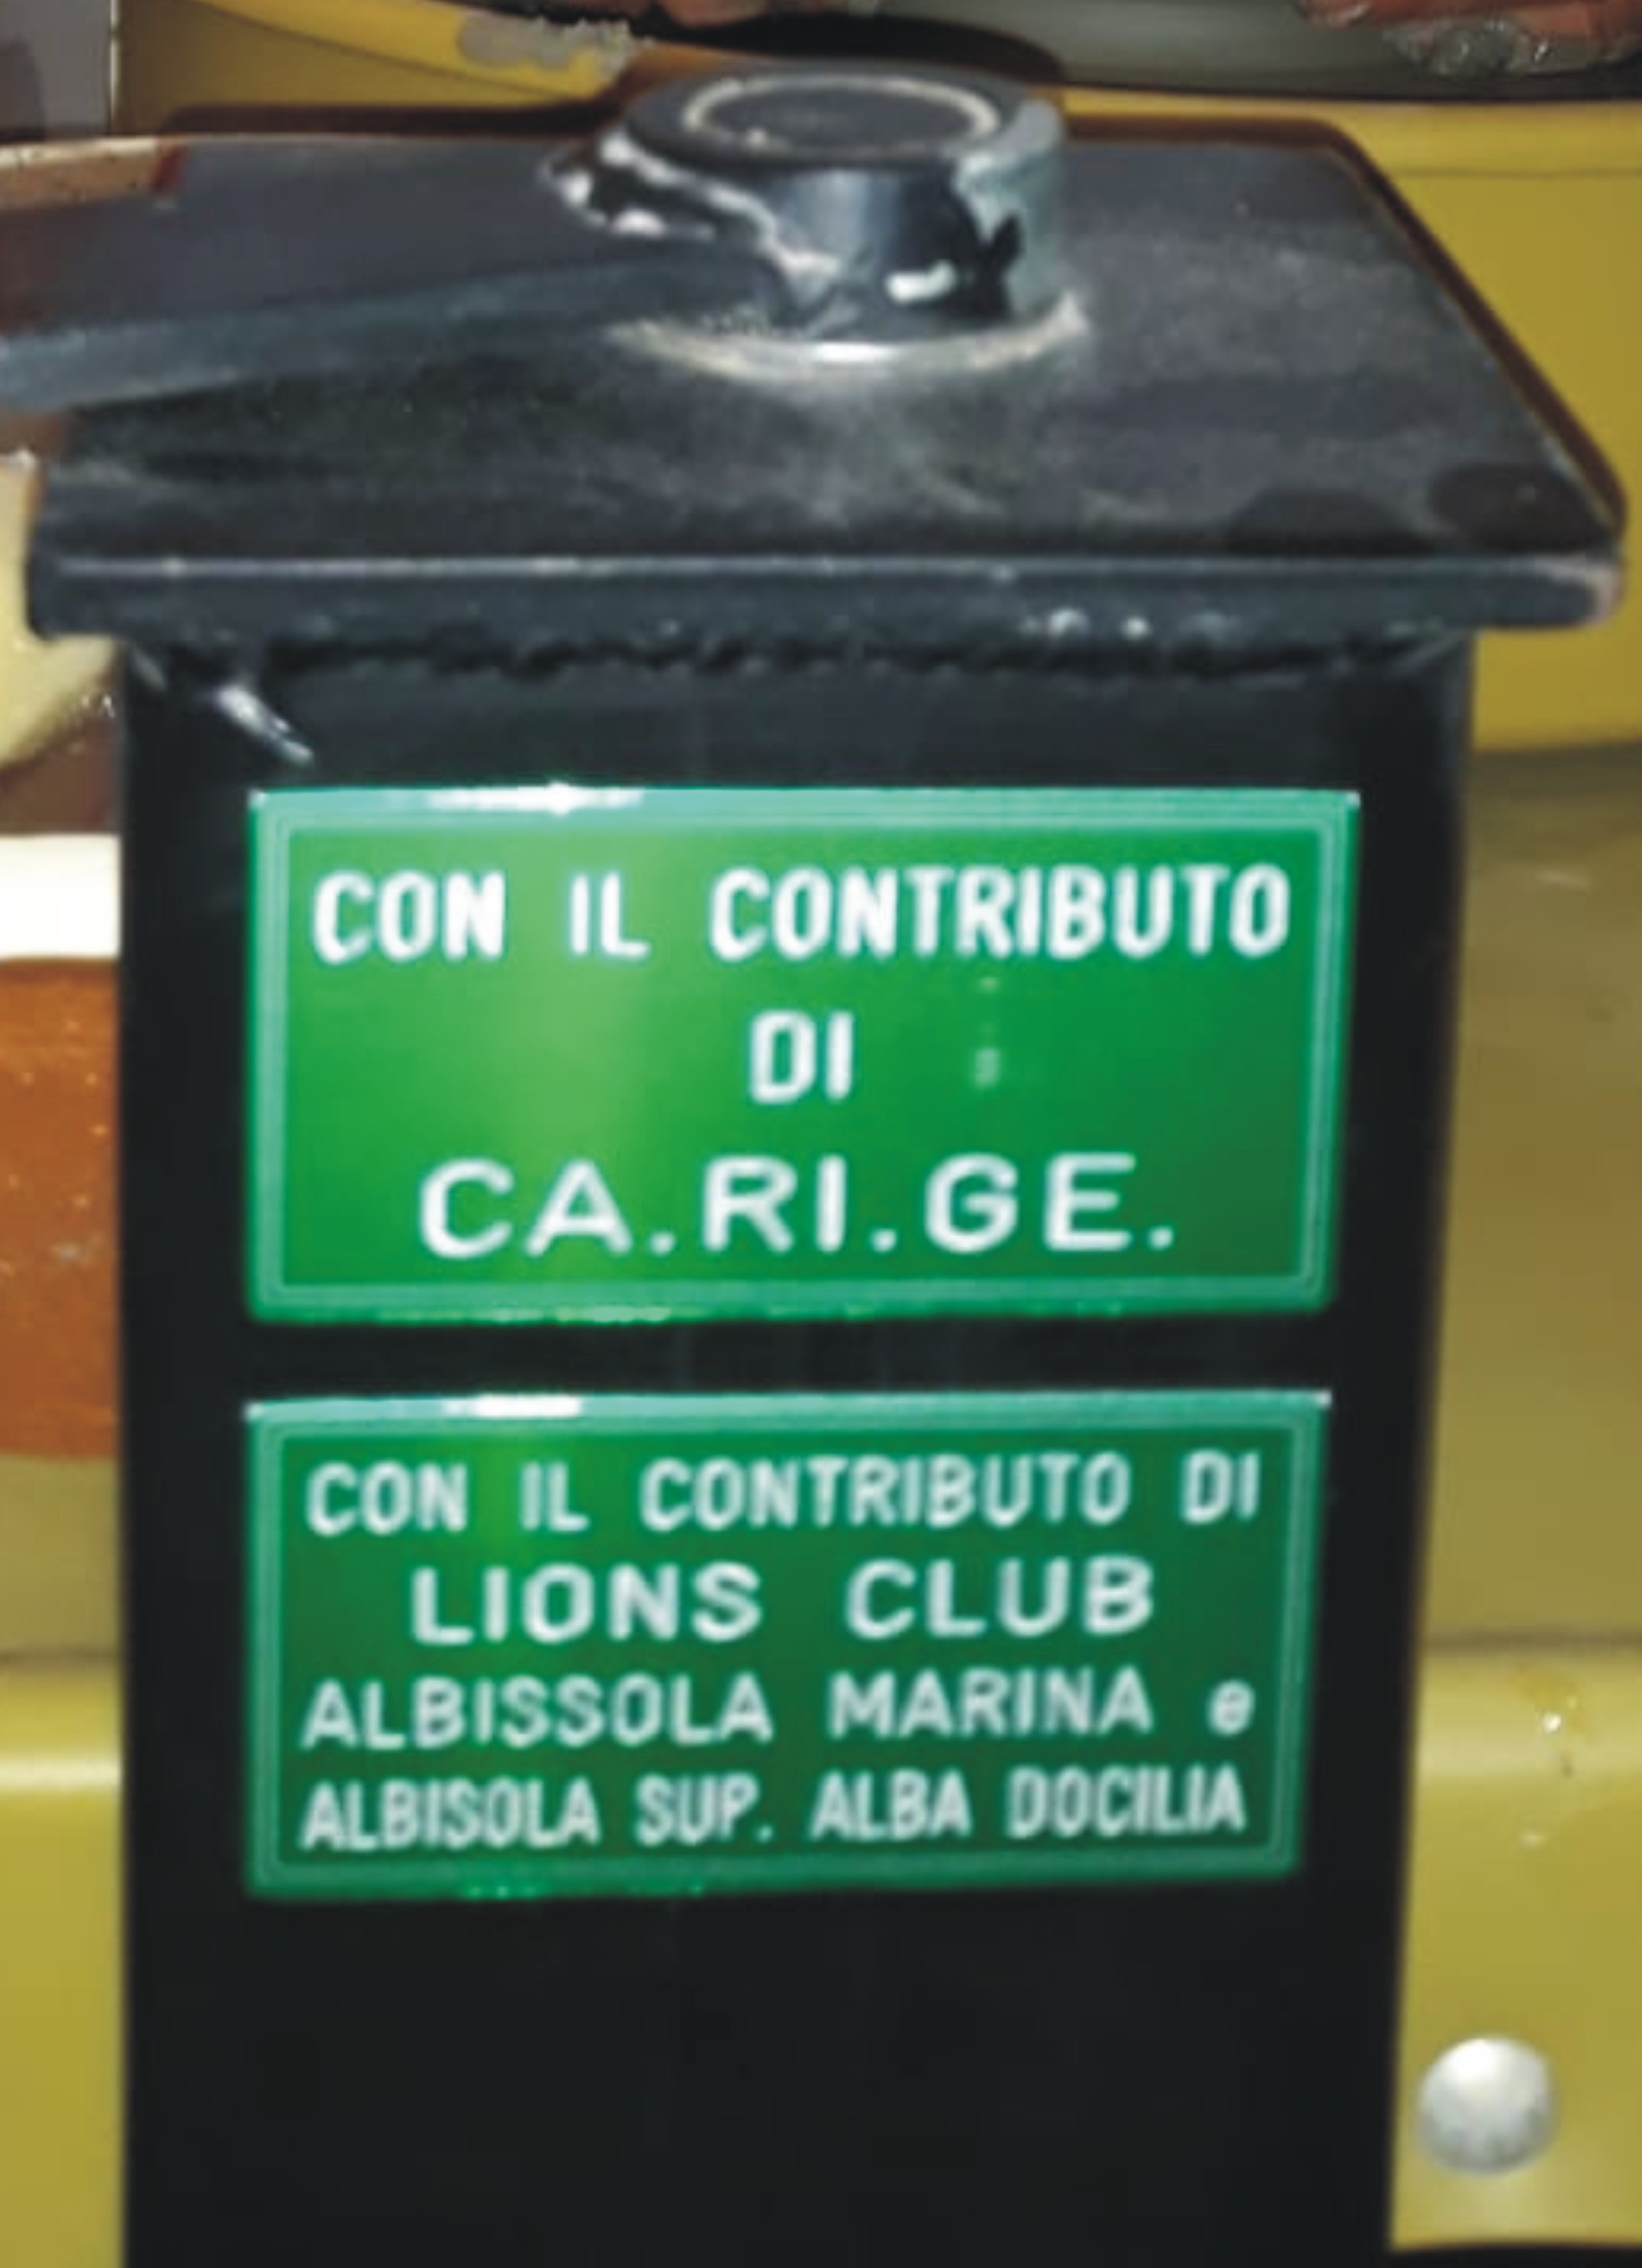 CON IL CONTRIBUTO
DI
CA.RI.GE.
CON IL CONTRIBUTO DI
LIONS CLUB
ALBISSOLA MARINA e
ALBISOLA SUP. ALBA DOCILIA